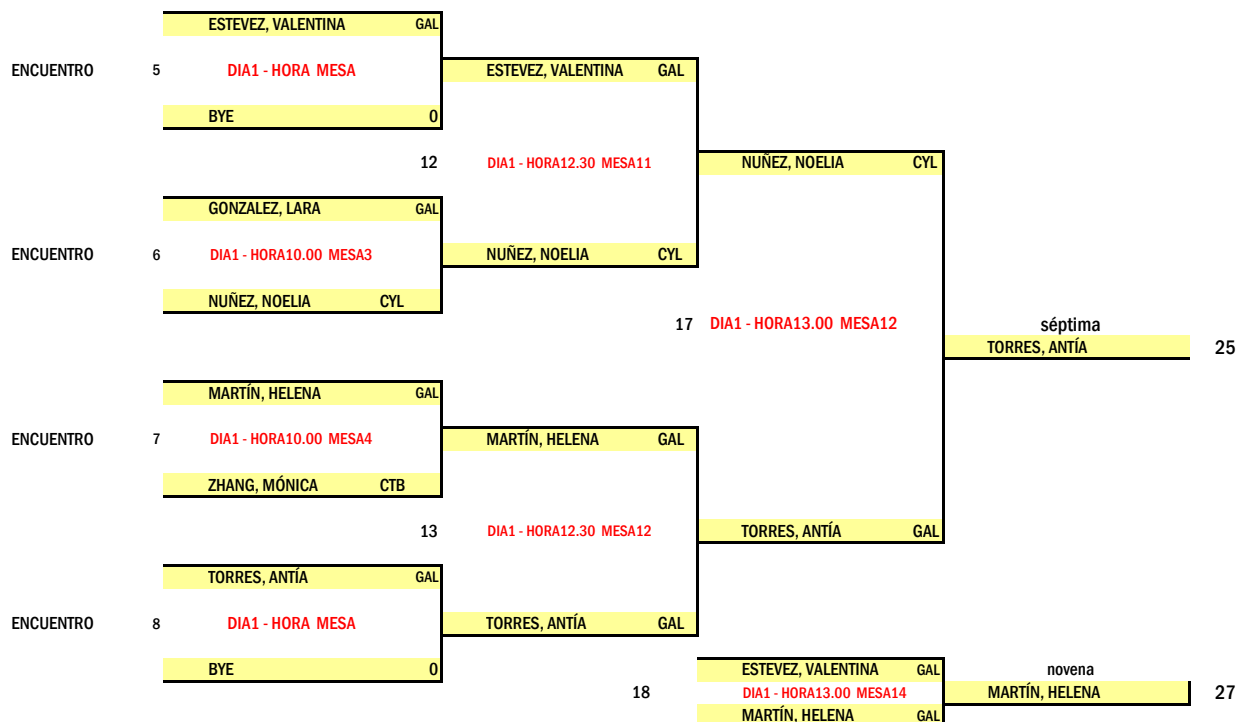 ESTEVEZ, VALENTINA GAL
ENCUENTRO 5 DIA1 - HORA MESA ESTEVEZ, VALENTINA GAL
BYE 0
12 DIA1 - HORA12.30 MESA11 NUÑEZ, NOELIA CYL
GONZALEZ, LARA GAL
ENCUENTRO 6 DIA1 - HORA10.00 MESA3 NUÑEZ, NOELIA CYL
NUÑEZ, NOELIA CYL
17 DIA1 - HORA13.00 MESA12 séptima
TORRES, ANTÍA 25
MARTÍN, HELENA GAL
ENCUENTRO 7 DIA1 - HORA10.00 MESA4 MARTÍN, HELENA GAL
ZHANG, MÓNICA CTB
13 DIA1 - HORA12.30 MESA12 TORRES, ANTÍA GAL
TORRES, ANTÍA GAL
ENCUENTRO 8 DIA1 - HORA MESA TORRES, ANTÍA GAL
BYE 0 ESTEVEZ, VALENTINA GAL novena
18 DIA1 - HORA13.00 MESA14 MARTÍN, HELENA 27
MARTÍN, HELENA GAL